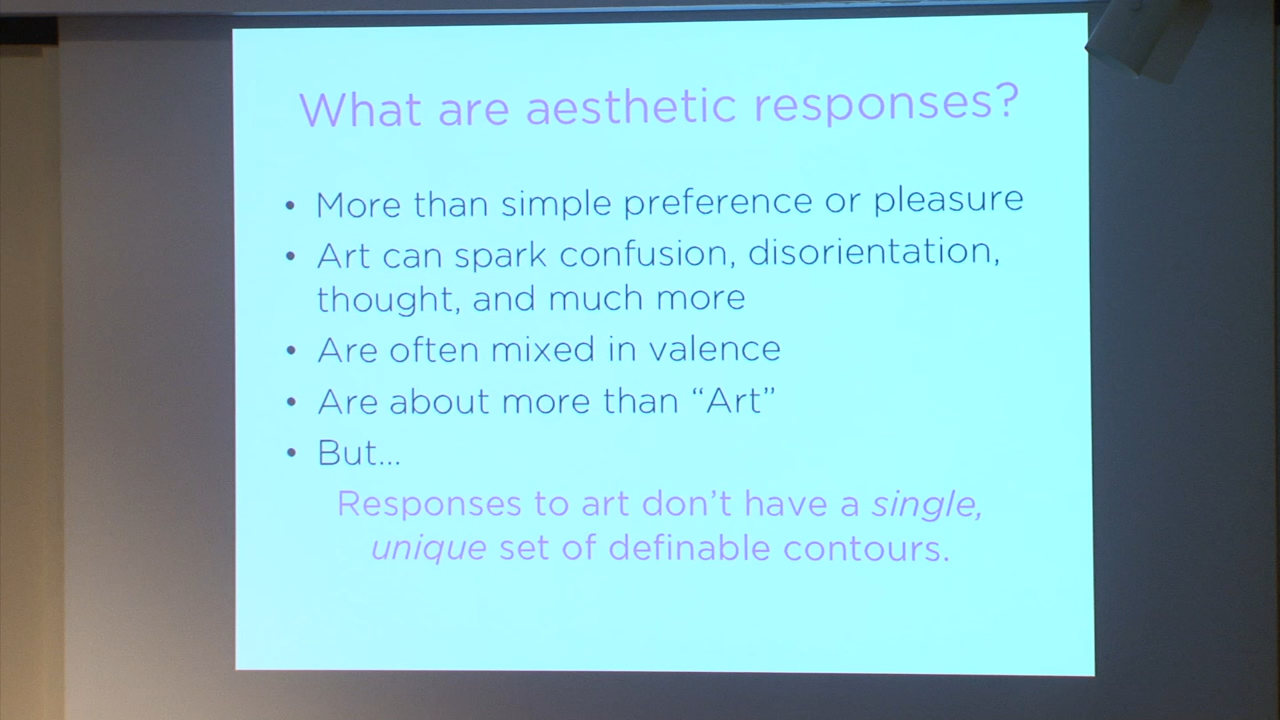 What are aesthetic responses?
• More than simple preference or pleasure
• Art can spark confusion, disorientation,
thought, and much more
• Are often mixed in valence
• Are about more than “Art”
• But...
Responses to art don’t have a single,
unique set of definable contours.